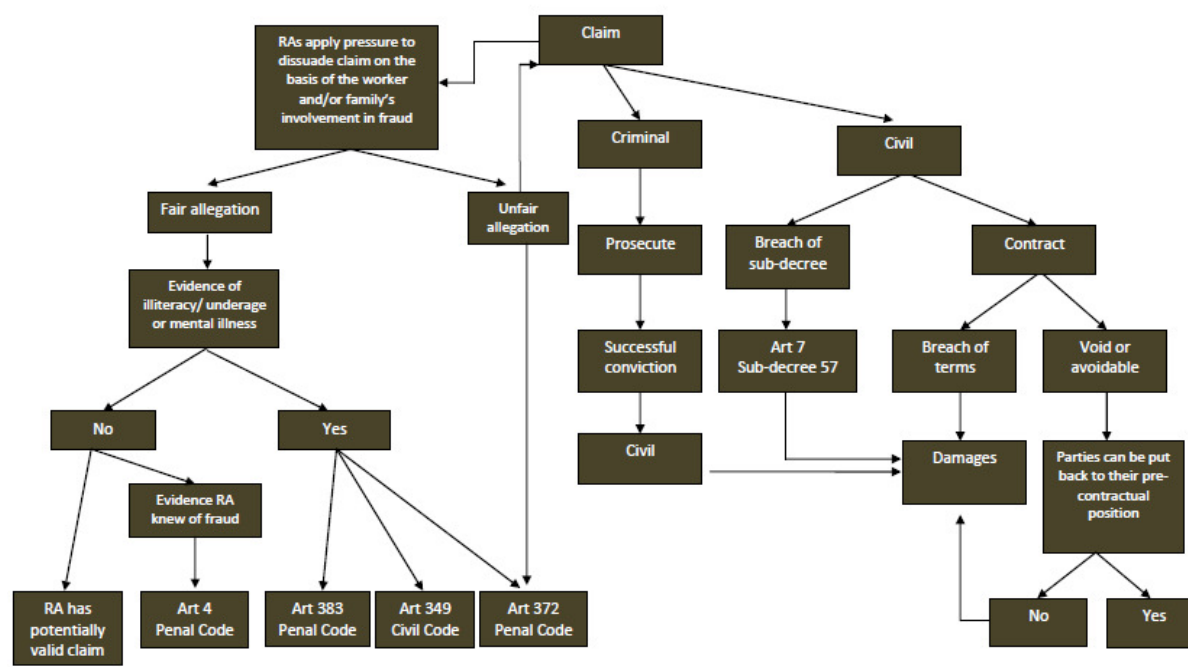 RAs apply pressure to
dissuade claim on the
basis of the worker
and/or family's
involvement in fraud
Claim
Criminal
Civil
Fair allegation
Unfair
allegation
Prosecute
Breach of
sub-decree
Contract
Evidence of
illiteracy/ underage
or mental illness
Successful
conviction
Art 7
Sub-decree 57
Breach of
terms
Void or
avoidable
No
Yes
Civil
Damages
Parties can be put
back to their pre-
contractual
position
Evidence RA
knew of fraud
RA has
potentially
valid claim
Art 4
Penal Code
Art 383
Penal Code
Art 349
Civil Code
Art 372
Penal Code
No
Yes